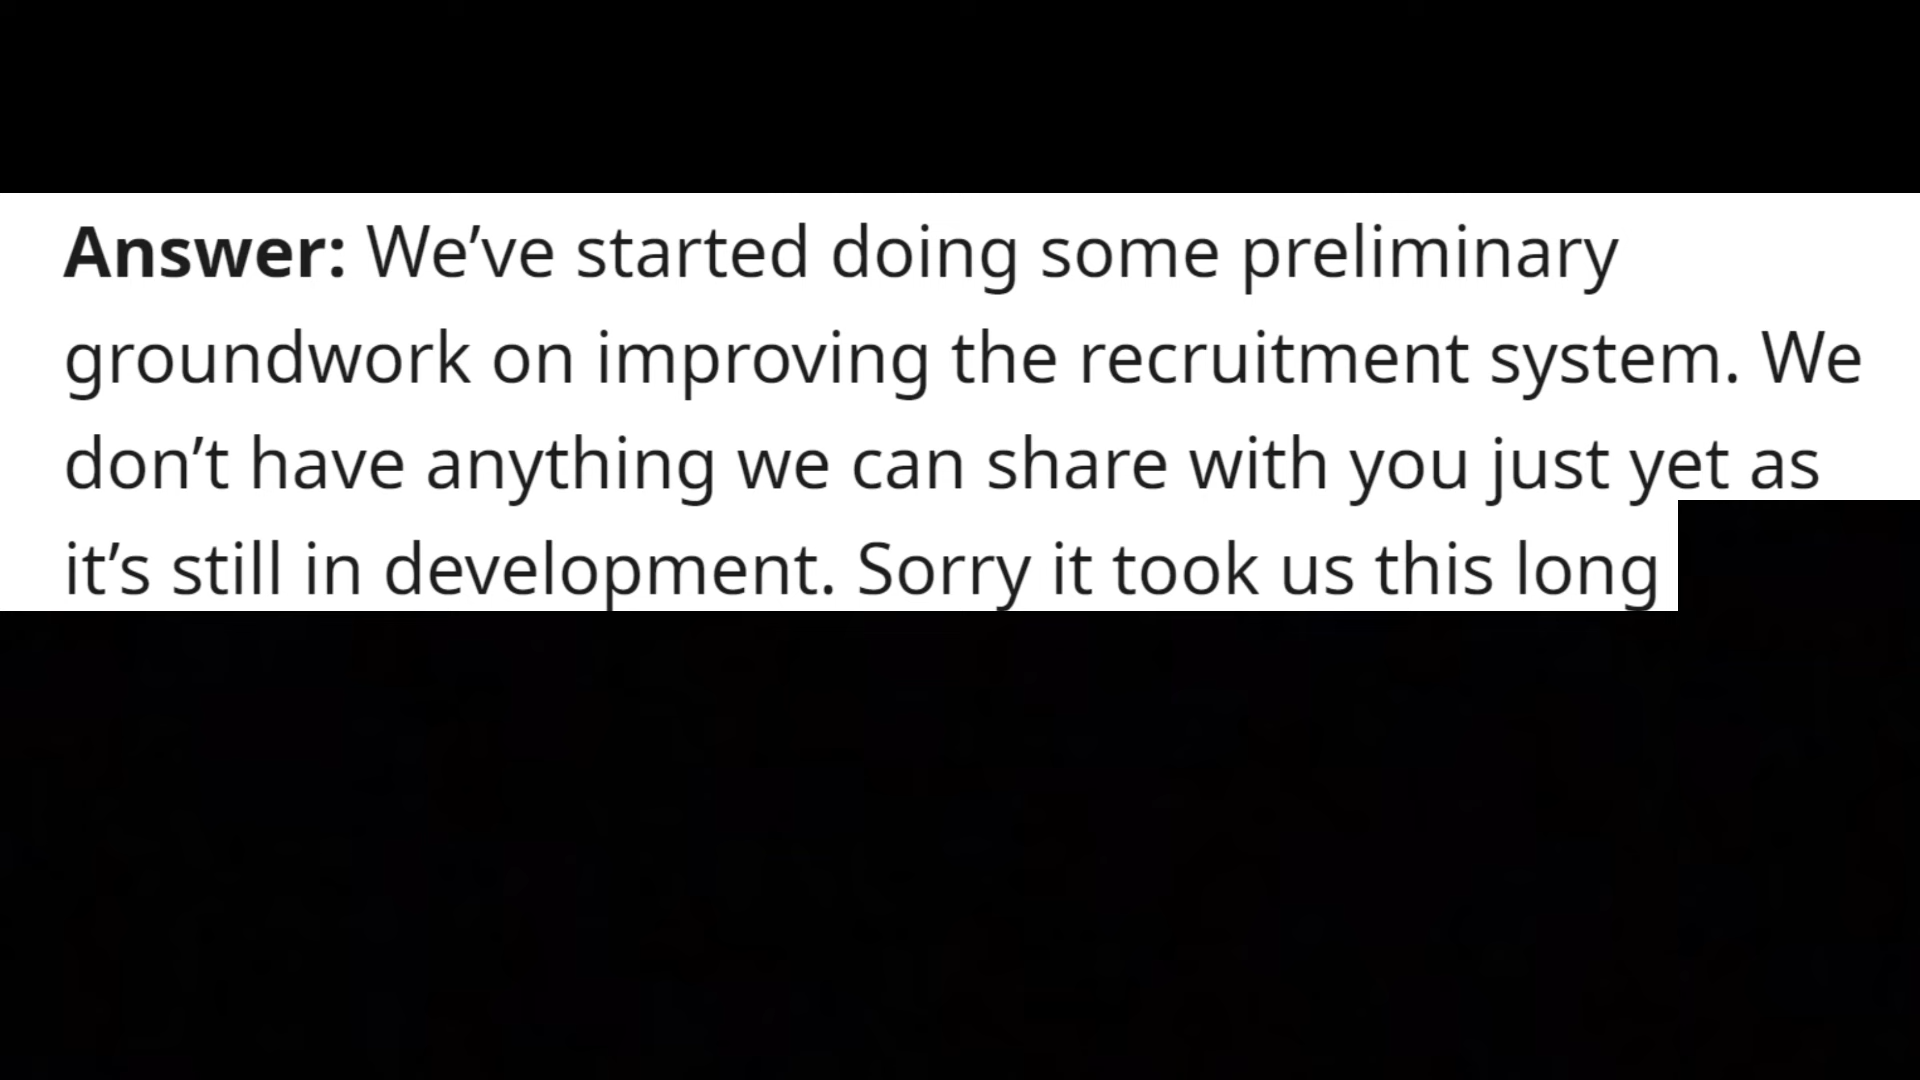 Answer: We’ve started doing some preliminary
groundwork on improving the recruitment system. We
don’t have anything we can share with you just yet as
it’s still in development. Sorry it took us this long